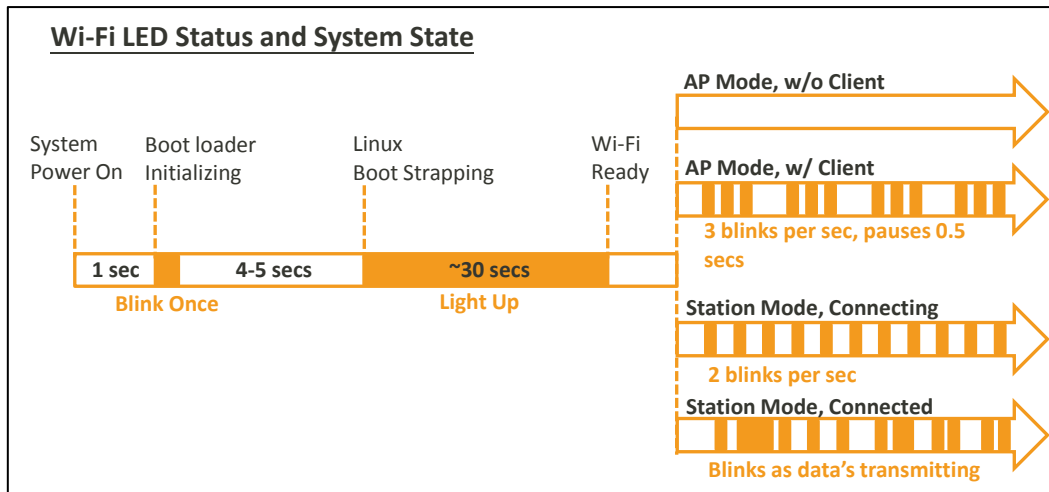 Wi-Fi LED Status and System State
System
Power On
Boot loader
Initializing
Linux
Boot Strapping
Wi-Fi
Ready
1 sec
4-5 secs
~30 secs
Blink Once
Light Up
AP Mode, w/o Client
AP Mode, w/ Client
3 blinks per sec, pauses 0.5
secs
Station Mode, Connecting
2 blinks per sec
Station Mode, Connected
Blinks as data's transmitting